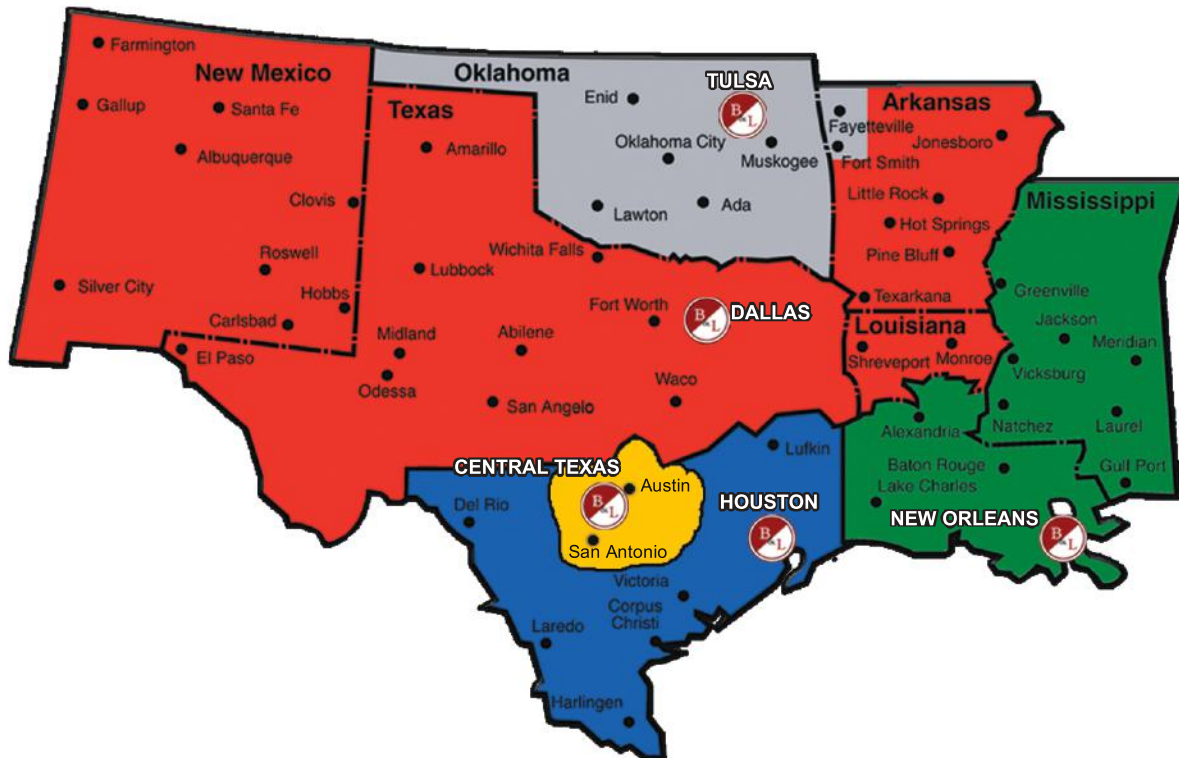 Farmington
New Mexico
Gallup
Santa Fe
Albuquerque
Clovis
Roswell
Silver City
Hobbs
Carlsbad
El Paso
Oklahoma
TULSA
Enid
B
L
Oklahoma City
Muskogee
Lawton
Ada
Texas
Amarillo
Wichita Falls
Lubbock
Fort Worth
B
L
DALLAS
Midland
Abilene
Odessa
San Angelo
Waco
Arkansas
Fayetteville
Jonesboro
Fort Smith
Little Rock
Hot Springs
Pine Bluff
Texarkana
Louisiana
Shreveport
Monroe
Mississippi
Greenville
Jackson
Meridian
Vicksburg
Natchez
Laurel
Alexandria
Baton Rouge
Gulf Port
Lake Charles
NEW ORLEANS
B
L
Lufkin
CENTRAL TEXAS
Austin
B
L
San Antonio
HOUSTON
B
L
Del Rio
Victoria
Corpus
Christi
Laredo
Harlingen